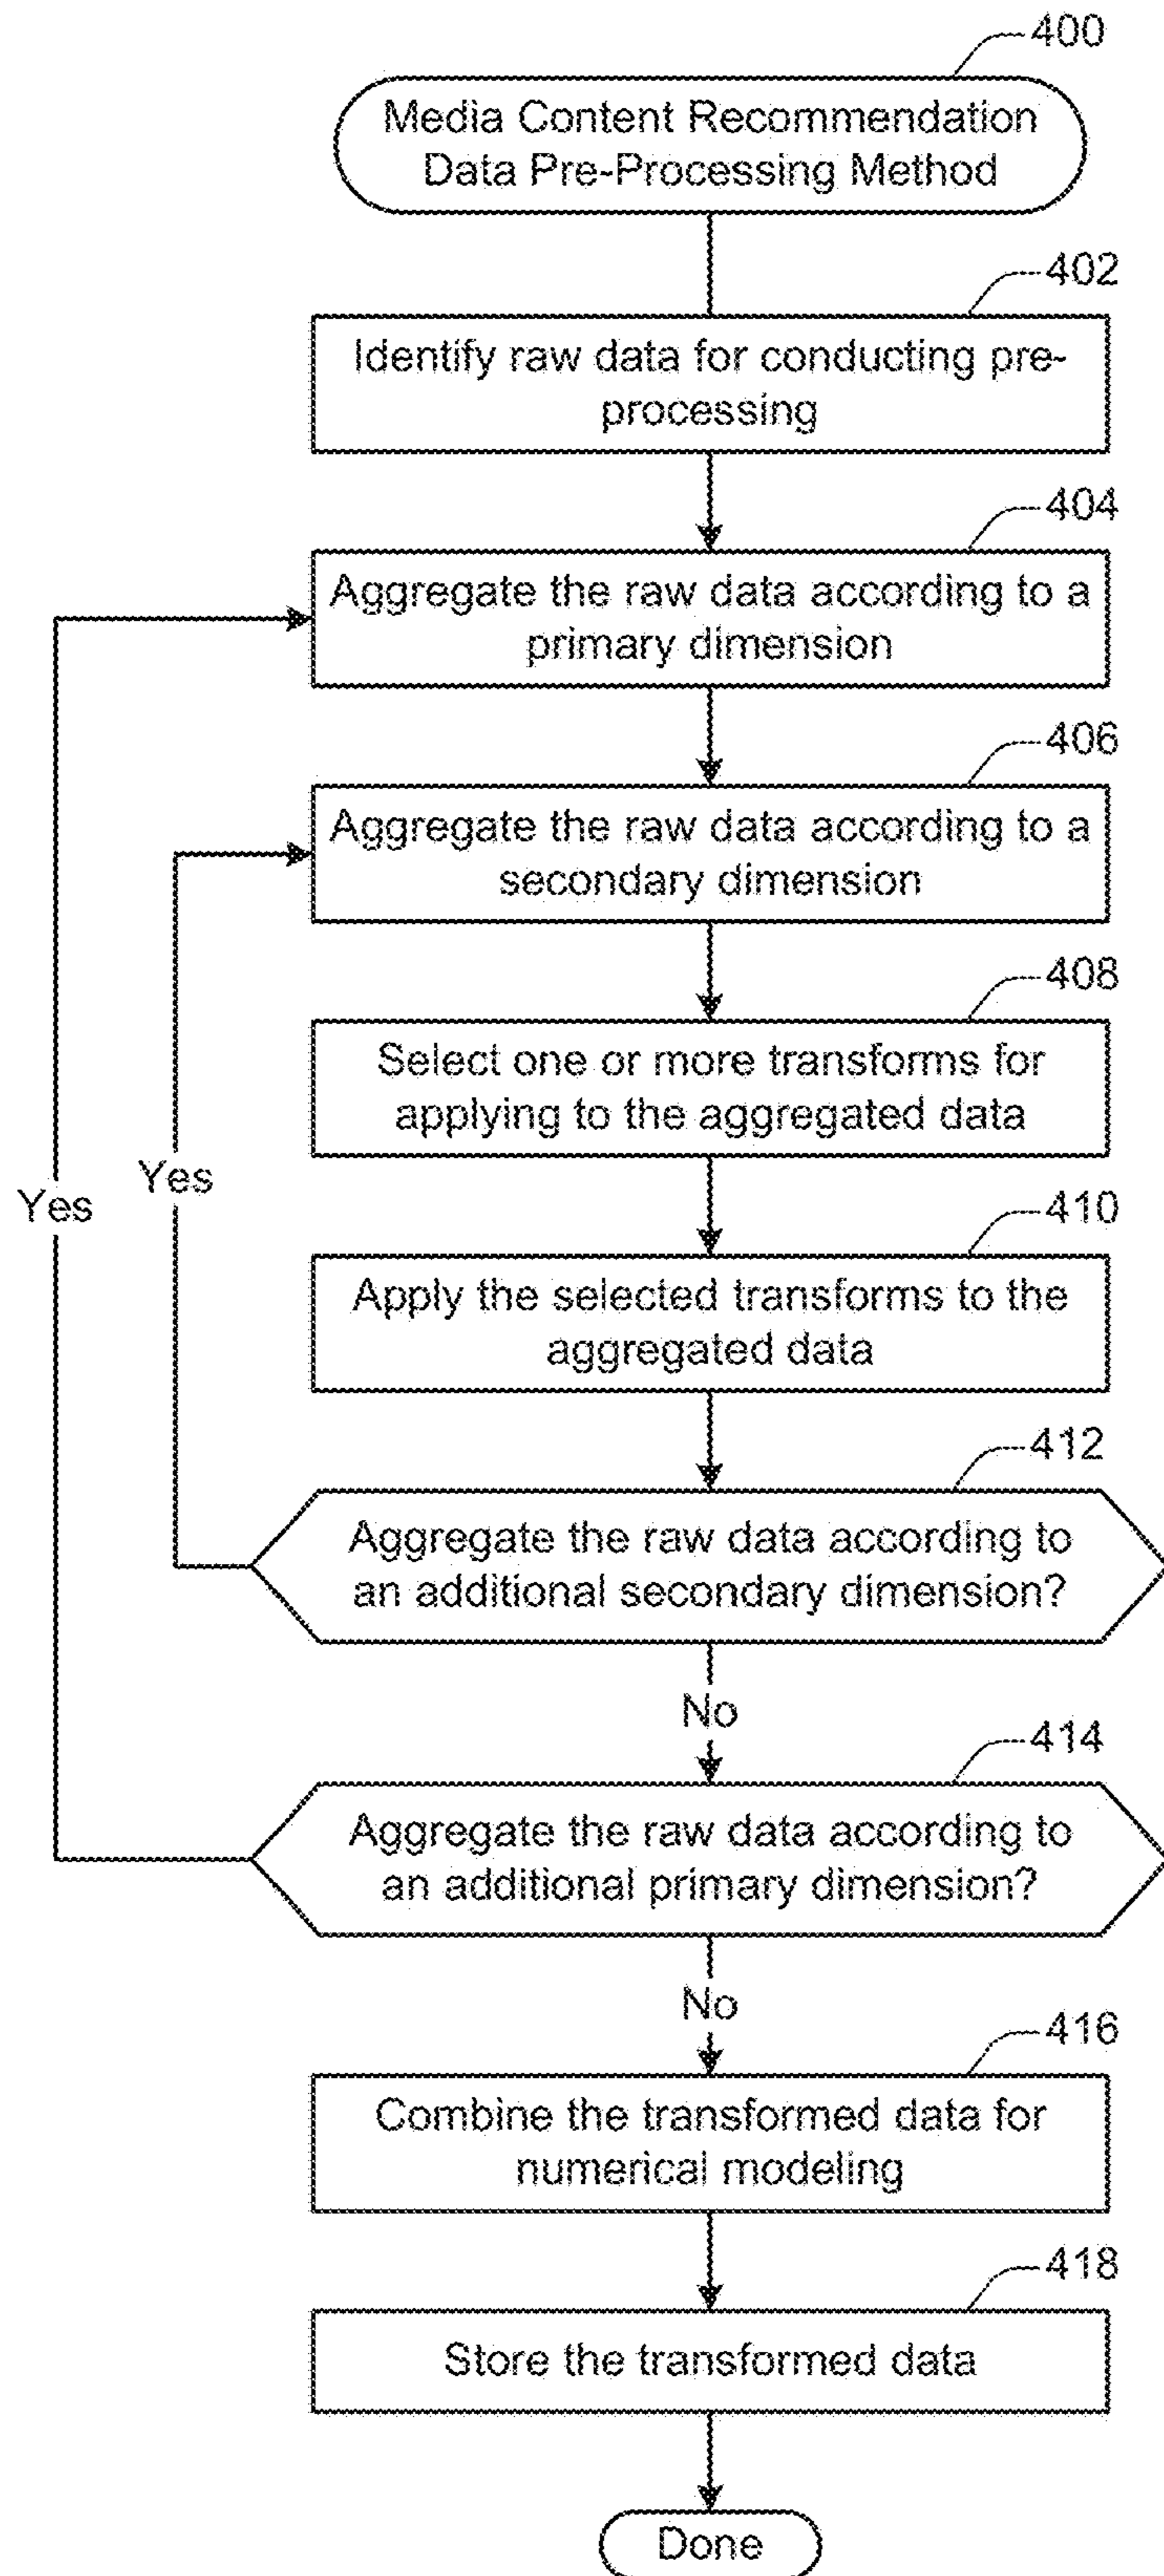 400
Media Content Recommendation
Data Pre-Processing Method
402
Identify raw data for conducting pre-
processing
404
Aggregate the raw data according to a
primary dimension
406
Aggregate the raw data according to a
secondary dimension
408
Select one or more transforms for
applying to the aggregated data
Yes
Yes
410
Apply the selected transforms to the
aggregated data
412
Aggregate the raw data according to
an additional secondary dimension?
No
414
Aggregate the raw data according to
an additional primary dimension?
No
416
Combine the transformed data for
numerical modeling
418
Store the transformed data
Done